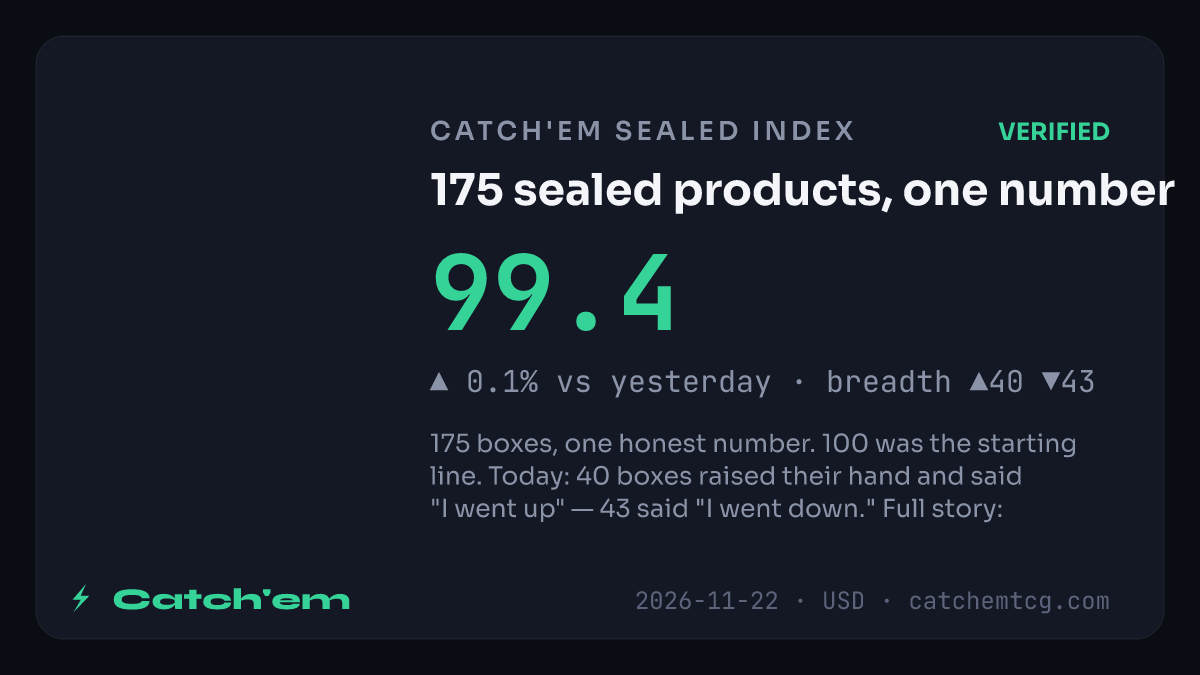 CATCH'EM SEALED INDEX
VERIFIED
175 sealed products, one number
99.4
▲ 0.1% vs yesterday · breadth ▲40 ▼43
175 boxes, one honest number. 100 was the starting
line. Today: 40 boxes raised their hand and said
"I went up" — 43 said "I went down." Full story:
Catch'em
2026-11-22 · USD · catchemtcg.com